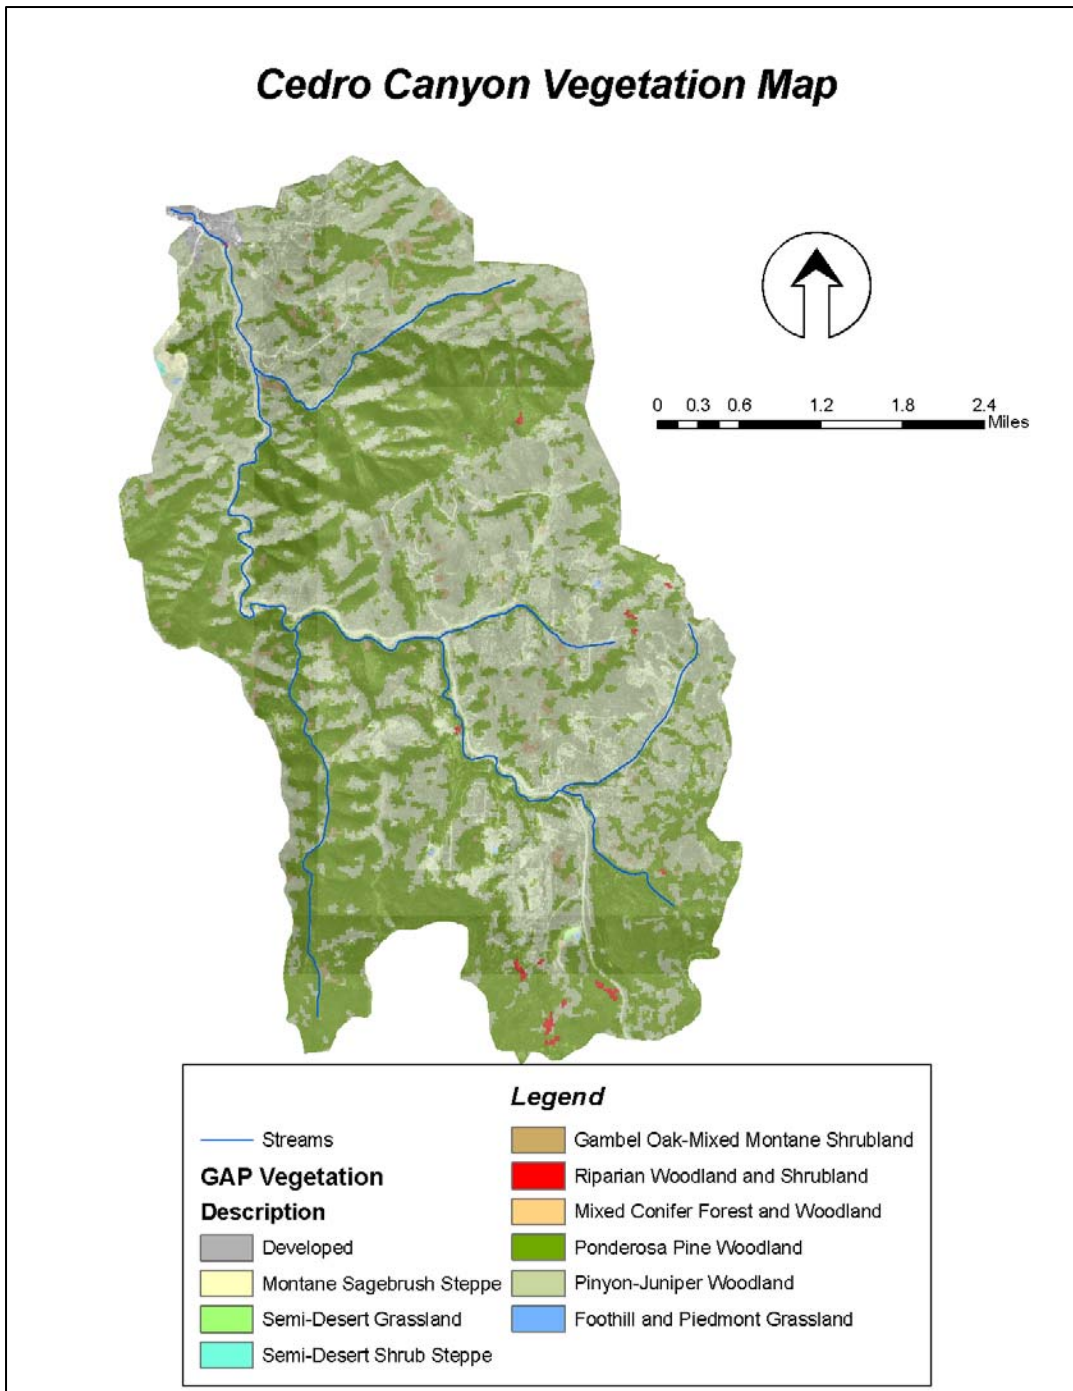 Cedro Canyon Vegetation Map
0 0.3 0.6 1.2 1.8 2.4
Miles
Legend
Streams
GAP Vegetation
Description
Developed
Montane Sagebrush Steppe
Semi-Desert Grassland
Semi-Desert Shrub Steppe
Gambel Oak-Mixed Montane Shrubland
Riparian Woodland and Shrubland
Mixed Conifer Forest and Woodland
Ponderosa Pine Woodland
Pinyon-Juniper Woodland
Foothill and Piedmont Grassland